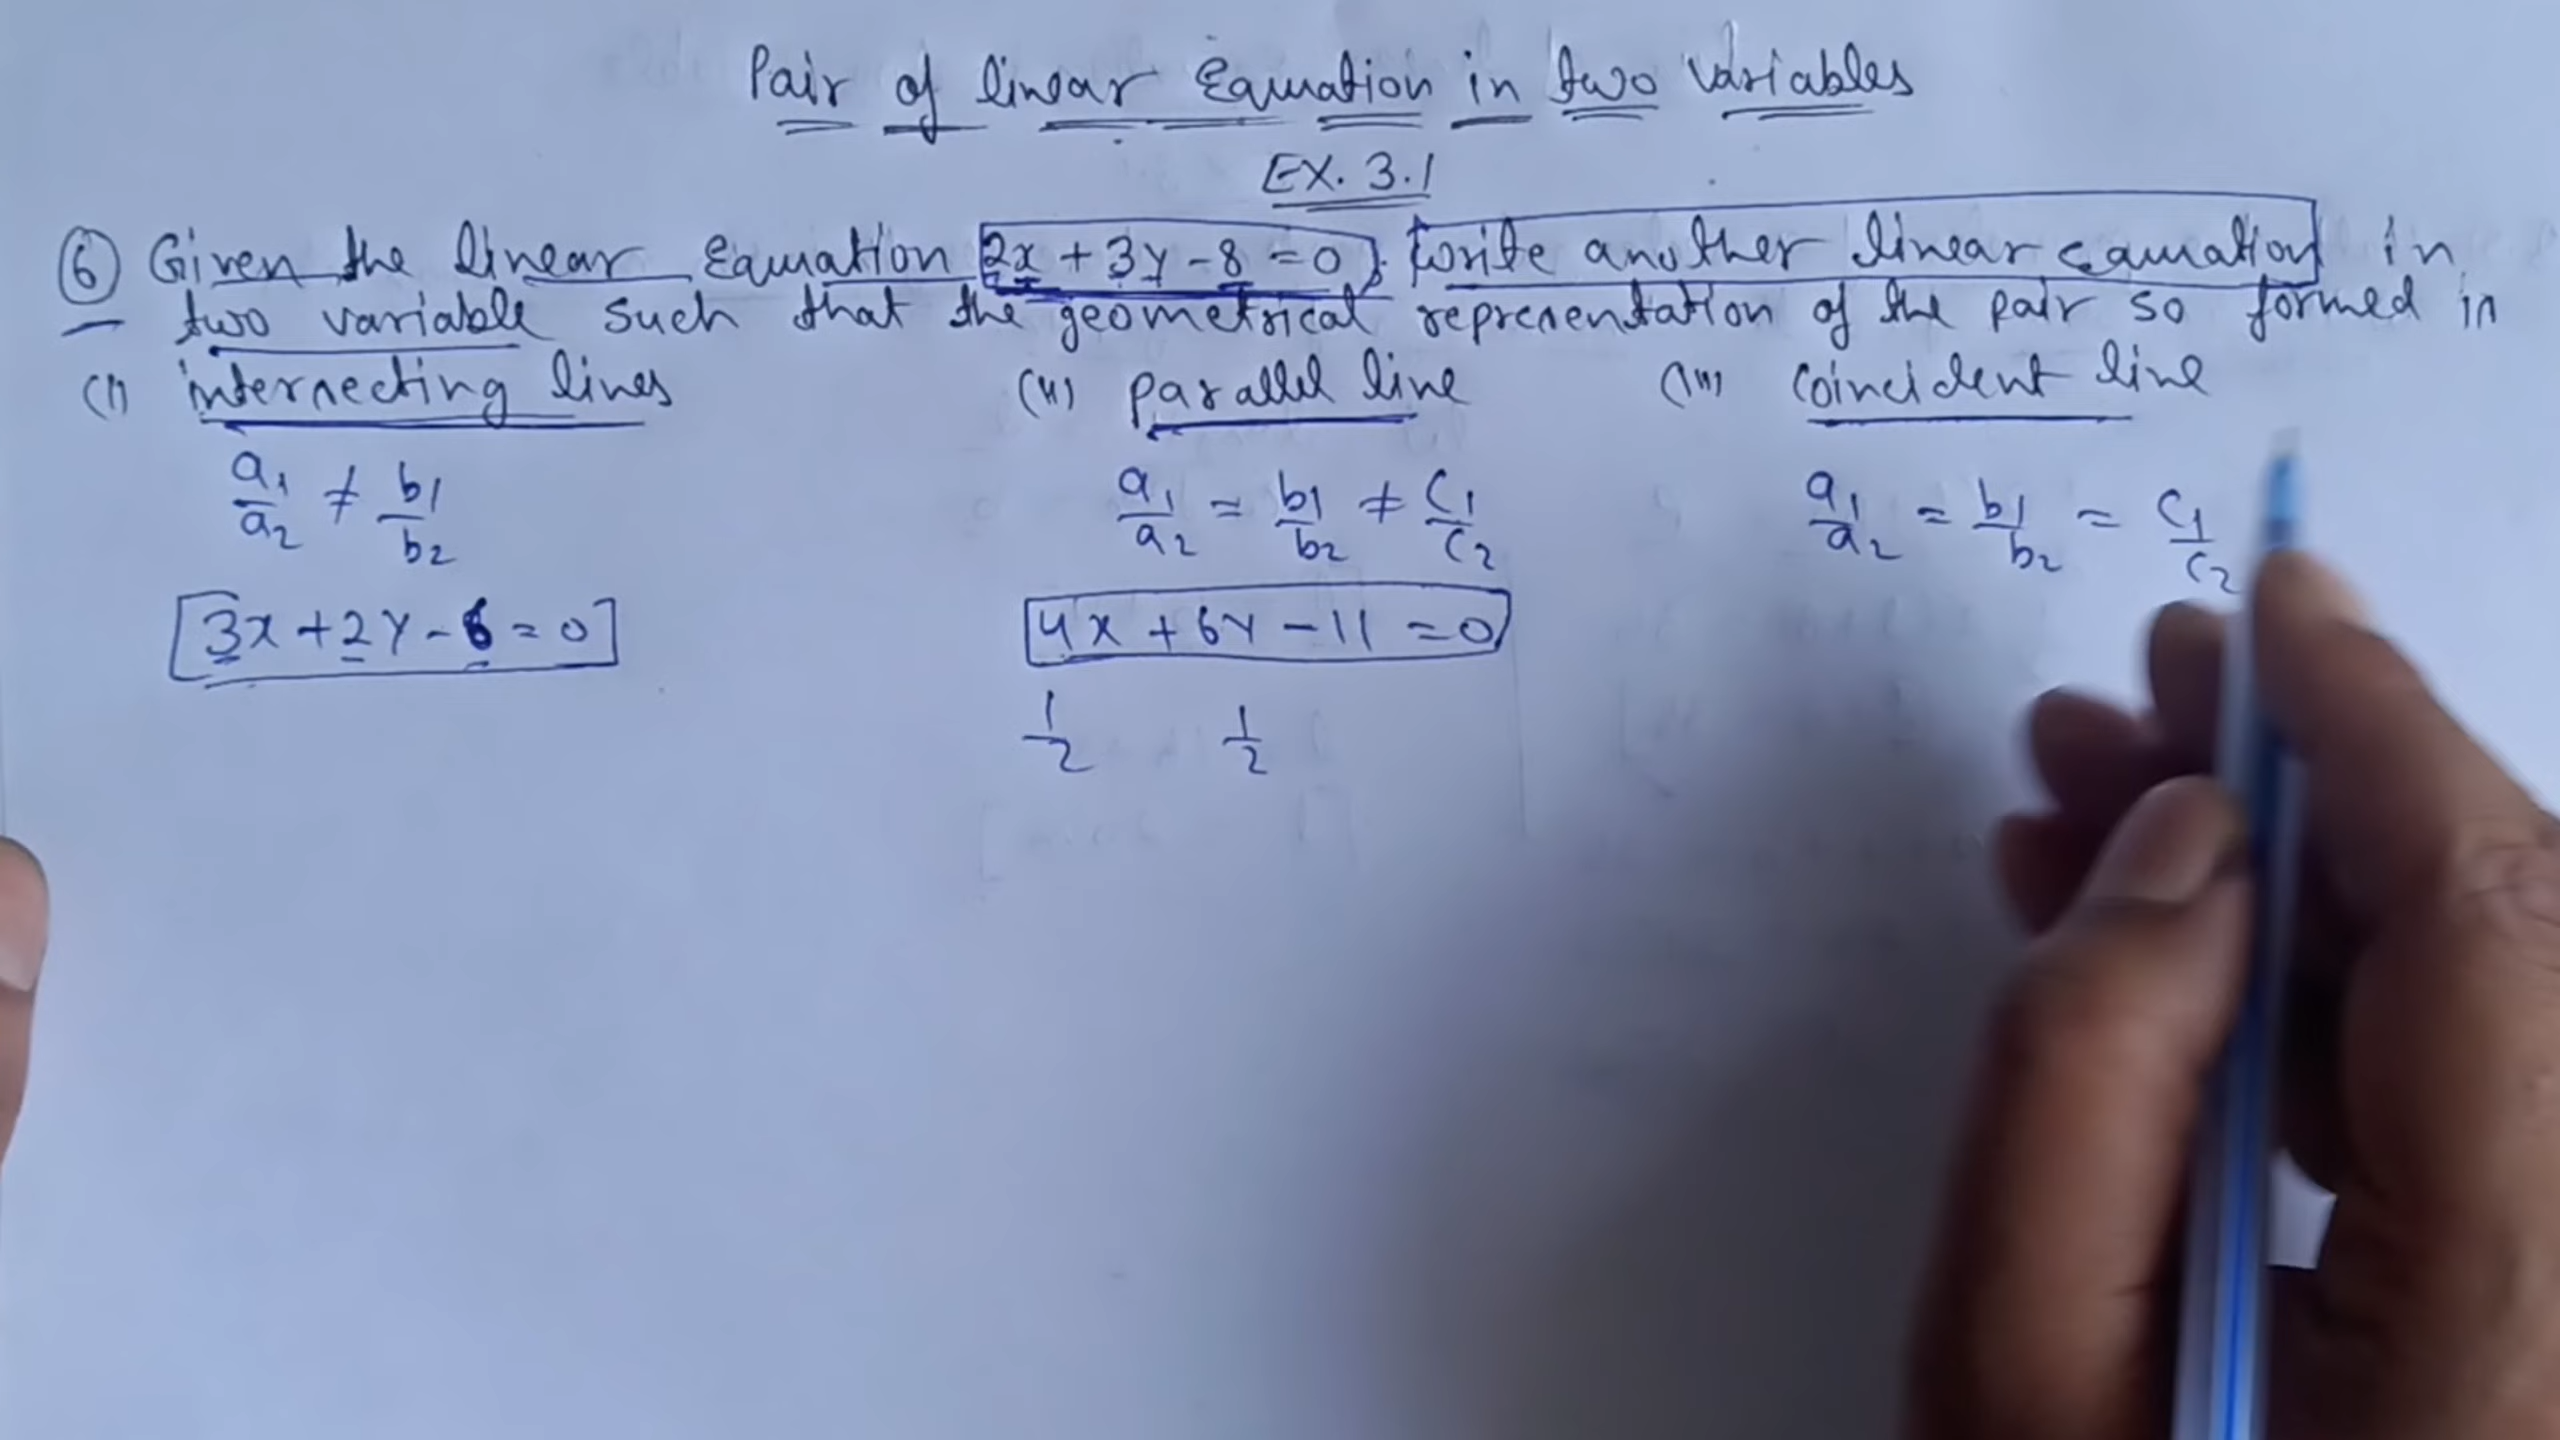 Pair of linear Equation in two variables
EX. 3.1
⑥ Given the linear Equation 2x + 3y - 8 = 0, write another linear equation in
two variable such that the geometrical representation of the pair so formed in
(i) intersecting lines (ii) parallel line (iii) coincident line
a1/a2 ≠ b1/b2 a1/a2 = b1/b2 ≠ c1/c2 a1/a2 = b1/b2 = c1/c2
3x + 2y - 6 = 0 4x + 6y - 11 = 0
1/2 1/2